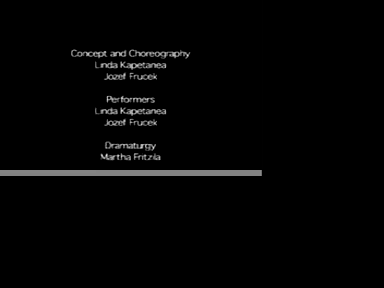 Concept and Choreography
Linda Kapetanea
Jozef Frucek
Performers
Linda Kapetanea
Jozef Frucek
Dramaturgy
Martha Fritzila